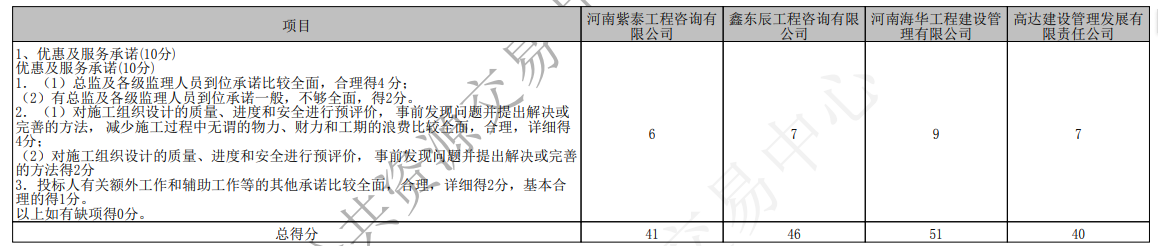 项目
河南紫泰工程咨询有
限公司
鑫东辰工程咨询有限
公司
河南海华工程建设管
理有限公司
高达建设管理发展有
限责任公司
1、优惠及服务承诺(10分)
优惠及服务承诺(10分)
1．（1）总监及各级监理人员到位承诺比较全面，合理得4 分；
（2）有总监及各级监理人员到位承诺一般，不够全面，得2分。
2．（1）对施工组织设计的质量、进度和安全进行预评价， 事前发现问题并提出解决或
完善的方法， 减少施工过程中无谓的物力、财力和工期的浪费比较全面，合理，详细得
4分；
（2）对施工组织设计的质量、进度和安全进行预评价， 事前发现问题并提出解决或完善
的方法得2分
3．投标人有关额外工作和辅助工作等的其他承诺比较全面，合理，详细得2分，基本合
理的得1分。
以上如有缺项得0分。
6
7
9
7
总得分
41
46
51
40
共资源交易
易中心